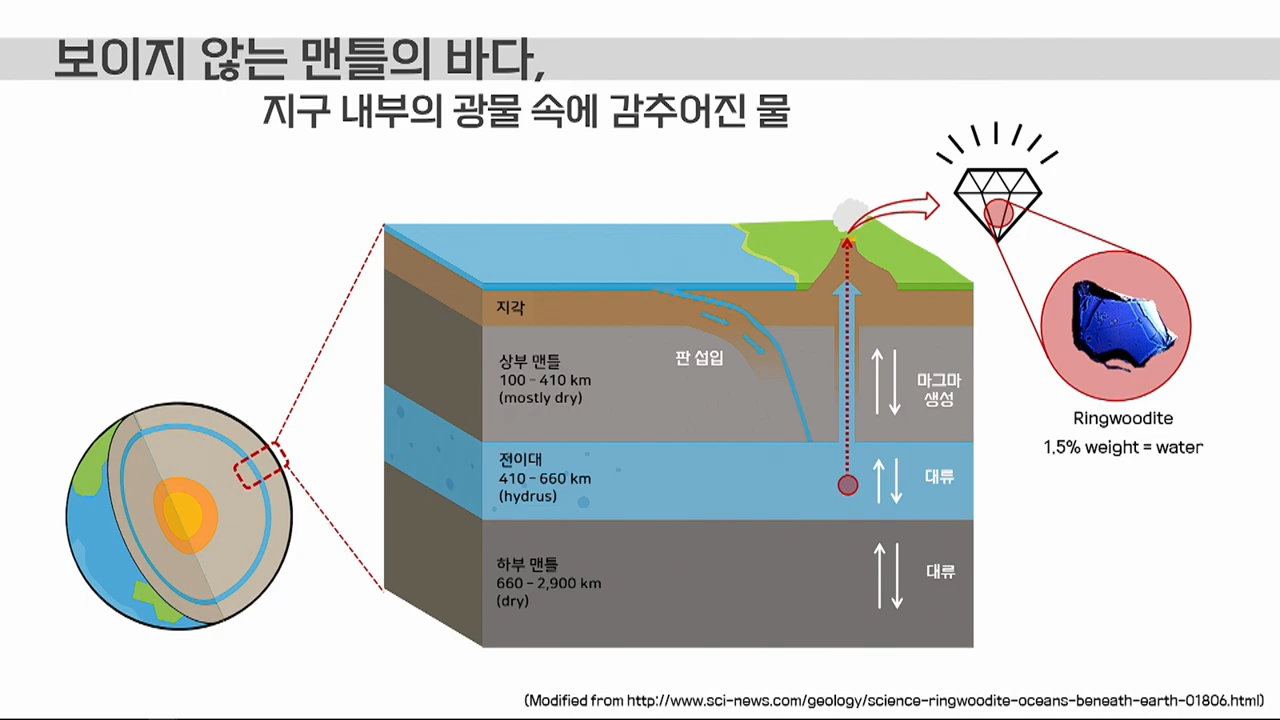 보이지 않는 맨틀의 바다,
지구 내부의 광물 속에 감추어진 물
지각
상부 맨틀
100 - 410 km
(mostly dry)
판 섭입
마그마
생성
전이대
410 - 660 km
(hydrus)
대류
하부 맨틀
660 - 2,900 km
(dry)
대류
Ringwoodite
1.5% weight = water
(Modified from http://www.sci-news.com/geology/science-ringwoodite-oceans-beneath-earth-01806.html)